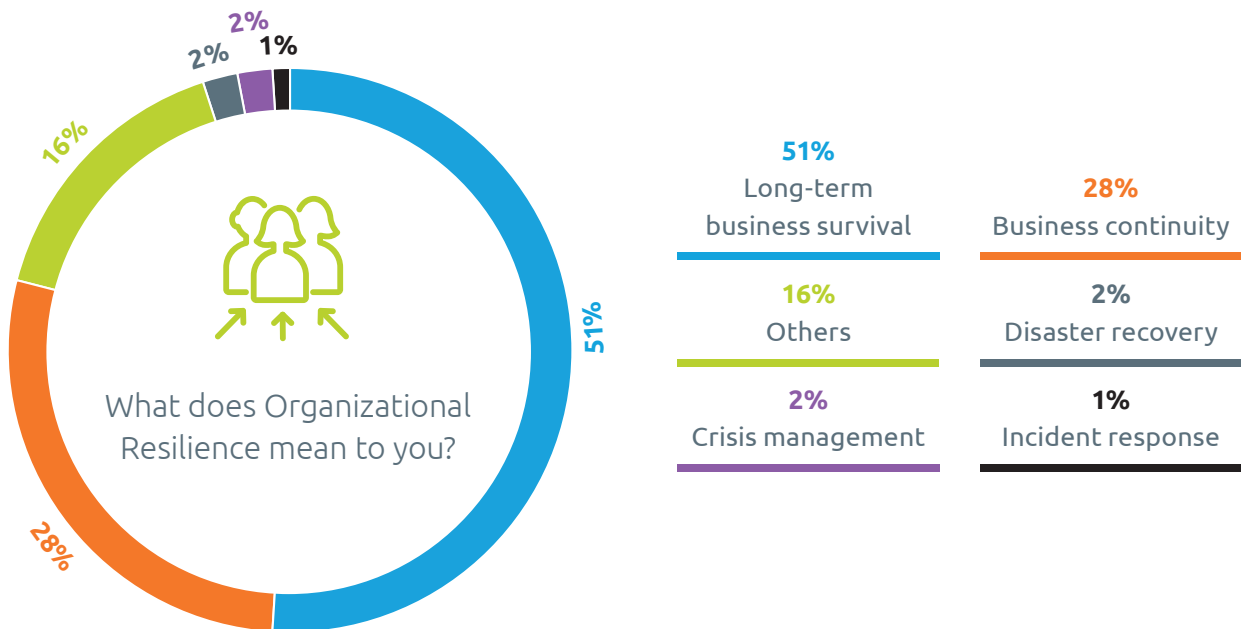 2%
2%
1%
16%
51%
28%
What does Organizational
Resilience mean to you?
51%
Long-term
business survival
28%
Business continuity
16%
Others
2%
Disaster recovery
2%
Crisis management
1%
Incident response